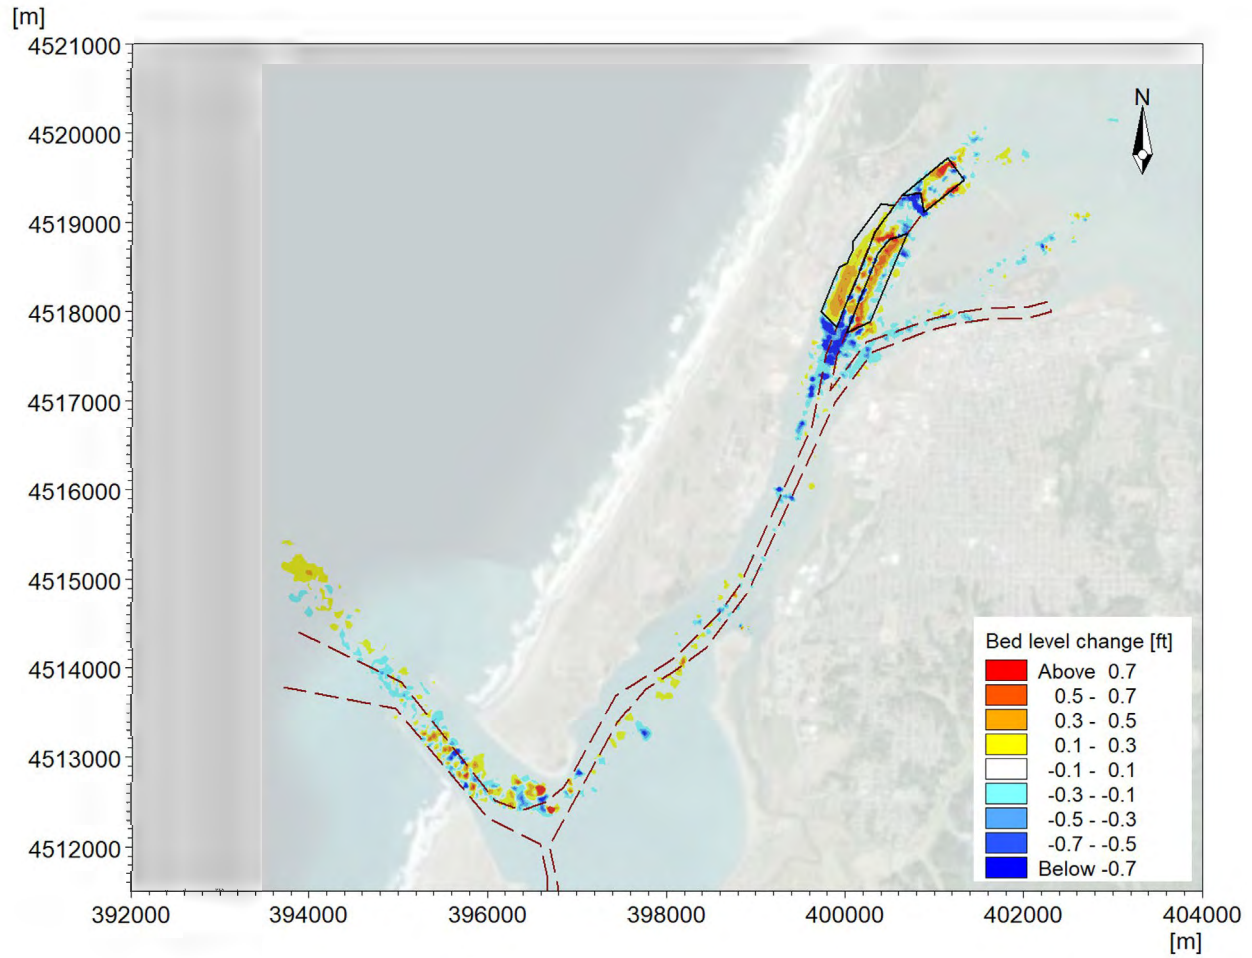 [m]
4521000
4520000
4519000
4518000
4517000
4516000
4515000
4514000
4513000
4512000
392000 394000 396000 398000 400000 402000 404000
[m]
N
Bed level change [ft]
Above 0.7
0.5 - 0.7
0.3 - 0.5
0.1 - 0.3
-0.1 - 0.1
-0.3 - -0.1
-0.5 - -0.3
-0.7 - -0.5
Below -0.7